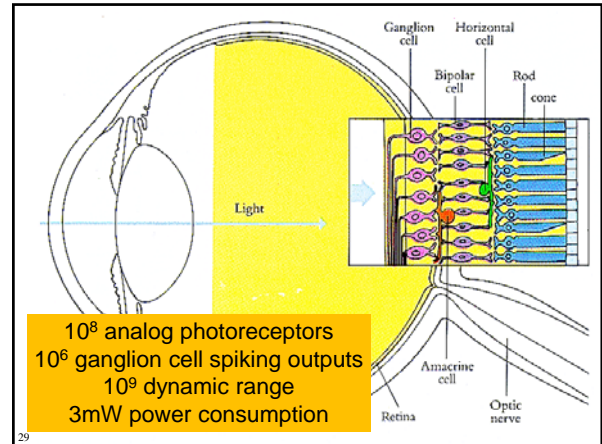 Ganglion cell
Horizontal cell
Bipolar cell
Rod
cone
Light
10⁸ analog photoreceptors
10⁶ ganglion cell spiking outputs
10⁹ dynamic range
3mW power consumption
Amacrine cell
Retina
Optic nerve
29